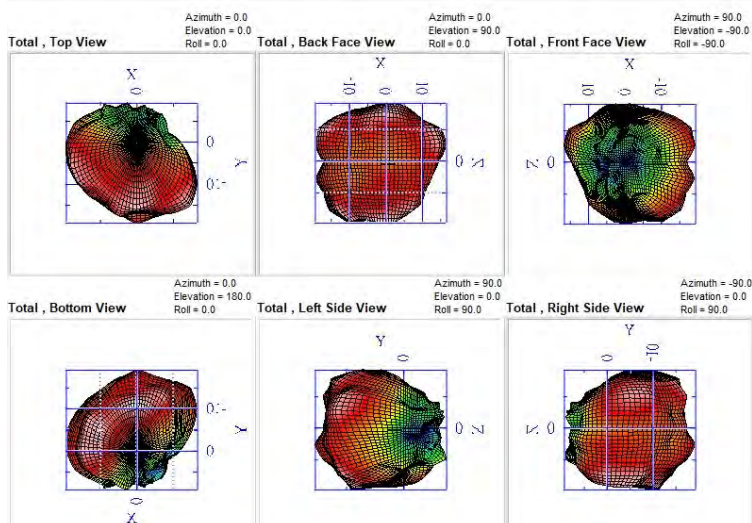 Azimuth = 0.0
Elevation = 0.0
Roll = 0.0
Total , Top View
X
0
0
Y
-10
Azimuth = 0.0
Elevation = 90.0
Roll = 0.0
Total , Back Face View
X
-10 0 10
0 Z
Azimuth = 90.0
Elevation = -90.0
Roll = -90.0
Total , Front Face View
X
10 0 -10
Z 0
Azimuth = 0.0
Elevation = 180.0
Roll = 0.0
Total , Bottom View
-10
Y
0
0
X
Azimuth = 90.0
Elevation = 0.0
Roll = 90.0
Total , Left Side View
Y
0
0 Z
Azimuth = -90.0
Elevation = 0.0
Roll = 90.0
Total , Right Side View
Y
0 -10
Z 0